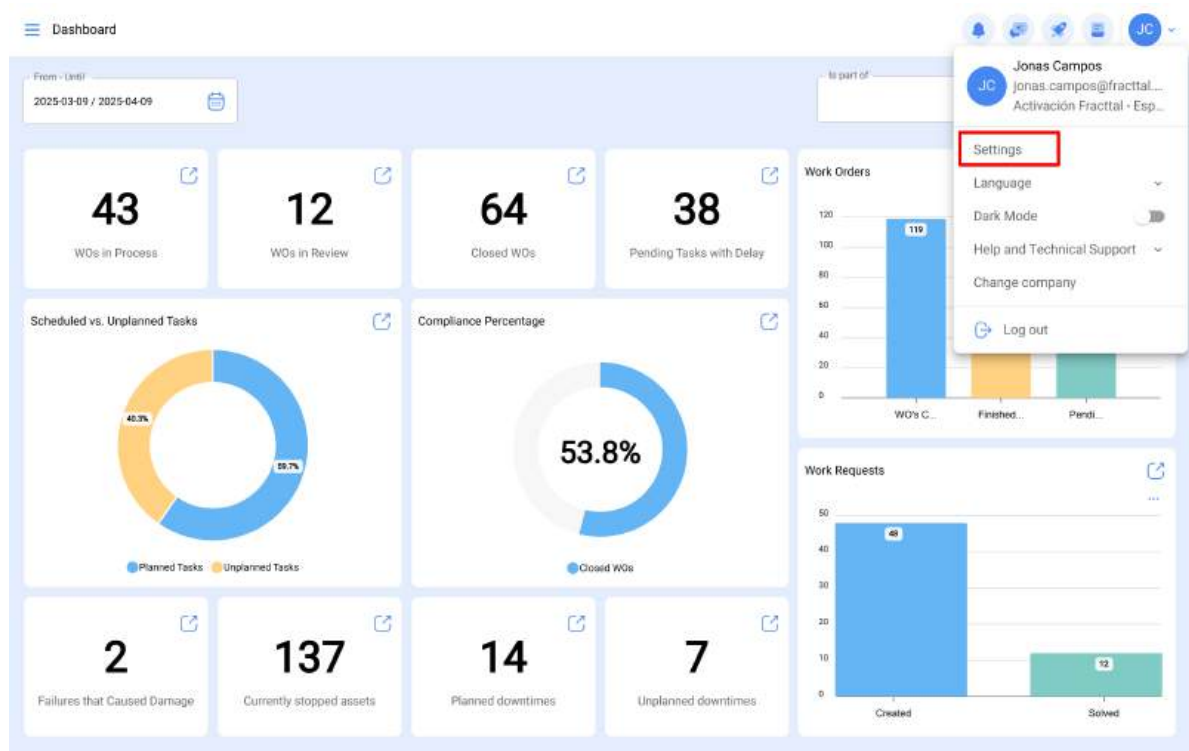 Dashboard
JC
From - Until
2025-03-09 / 2025-04-09
Is part of
JC
Jonas Campos
jonas.campos@fracttal....
Activación Fracttal - Esp...
Settings
Language
Dark Mode
Help and Technical Support
Change company
Log out
43
WOs in Process
12
WOs in Review
64
Closed WOs
38
Pending Tasks with Delay
Work Orders
120
100
80
60
40
20
0
119
WO's C...
Finished...
Pendi...
Scheduled vs. Unplanned Tasks
40.3%
59.7%
Planned Tasks
Unplanned Tasks
Compliance Percentage
53.8%
Closed WOs
Work Requests
...
50
40
30
20
10
0
48
12
Created
Solved
2
Failures that Caused Damage
137
Currently stopped assets
14
Planned downtimes
7
Unplanned downtimes